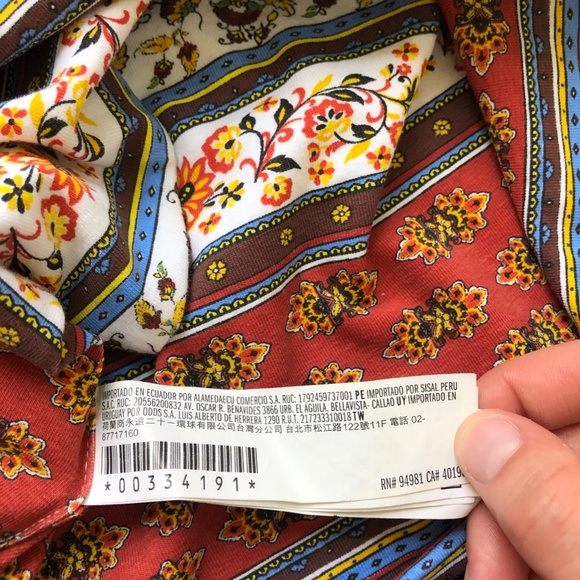 IMPORTADO EN ECUADOR POR ALAMEDAECU COMERCIO S.A. RUC: 1792459737001 PE IMPORTADO POR SISAL PERU
S.A.C. RUC: 20556200832 AV. OSCAR R. BENAVIDES 3866 URB. EL AGUILA. BELLAVISTA- CALLAO UY IMPORTADO EN
URUGUAY POR ODDS S.A. LUIS ALBERTO DE HERRERA 1290 R.U.T. 217233310018 TW
荷蘭商永遠二十一環球有限公司台灣分公司 台北市松江路122號11F 電話 02-
87717160
*00334191*
RN# 94981 CA# 4019